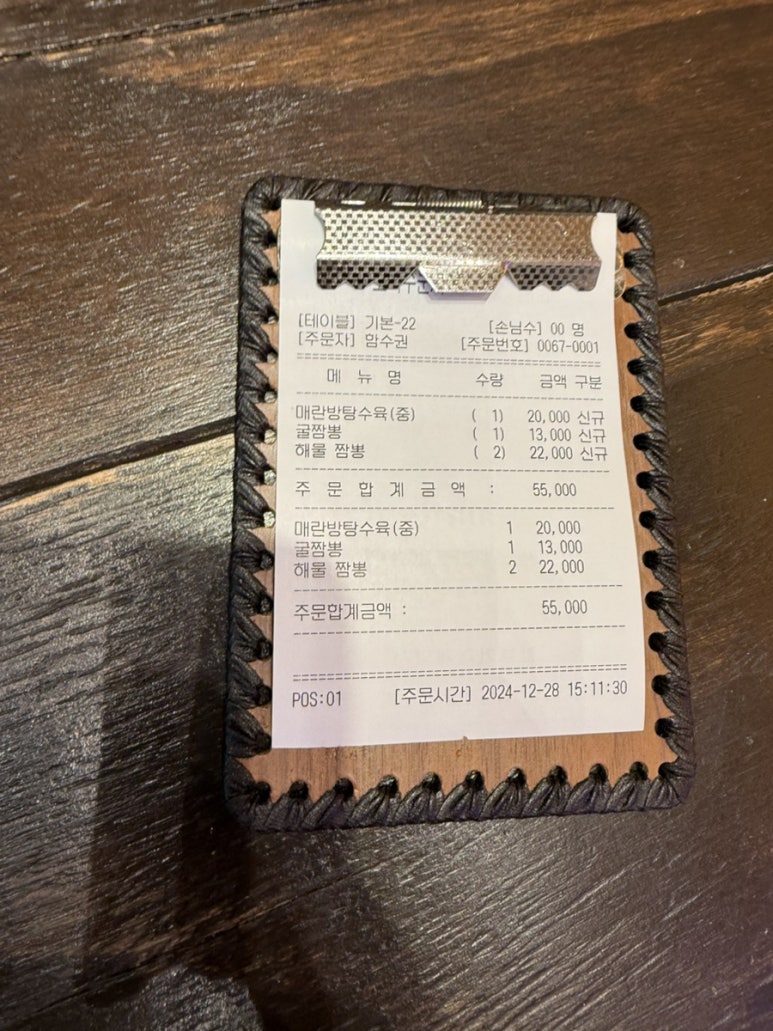 [테이블] 기본-22 [손님수] 00 명
[주문자] 함수권 [주문번호] 0067-0001
메 뉴 명 수량 금액 구분
매란방탕수육(중) ( 1) 20,000 신규
굴짬뽕 ( 1) 13,000 신규
해물 짬뽕 ( 2) 22,000 신규
주 문 합 계 금 액 : 55,000
매란방탕수육(중) 1 20,000
굴짬뽕 1 13,000
해물 짬뽕 2 22,000
주문합계금액 : 55,000
POS:01 [주문시간] 2024-12-28 15:11:30